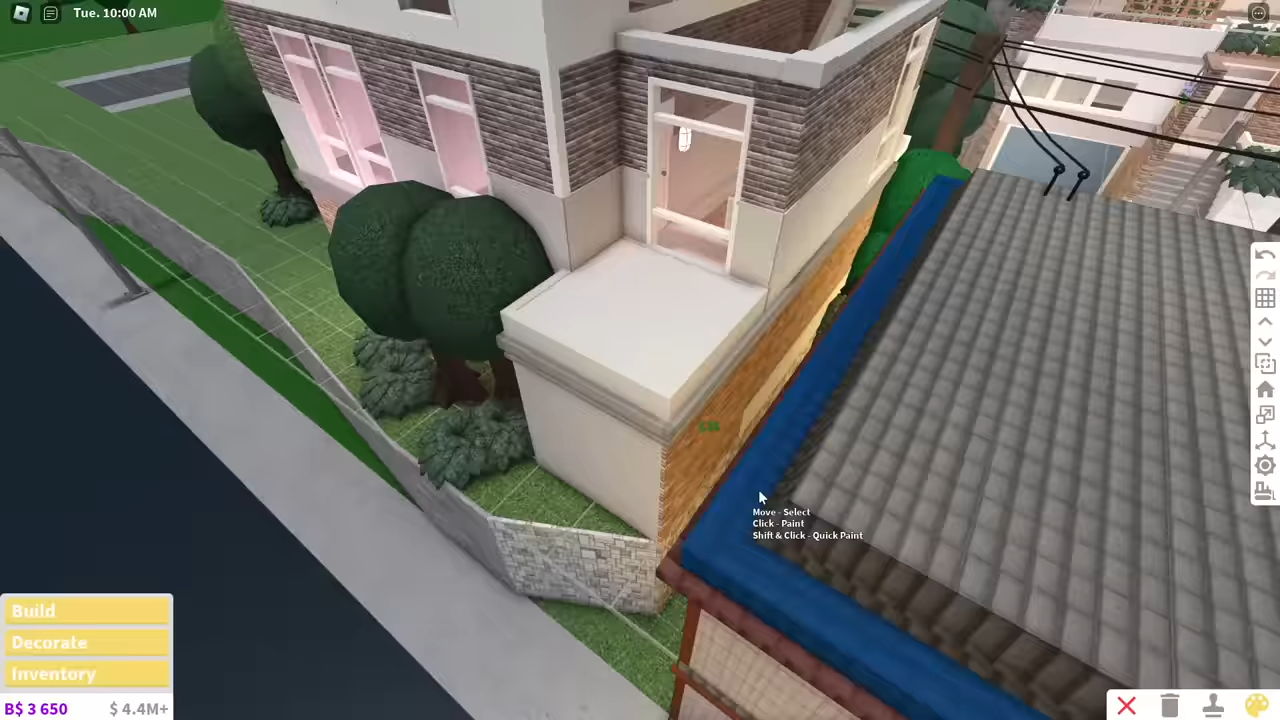 Tue. 10:00 AM
Move - Select
Click - Paint
Shift & Click - Quick Paint
Build
Decorate
Inventory
B$ 3 650 $ 4.4M+